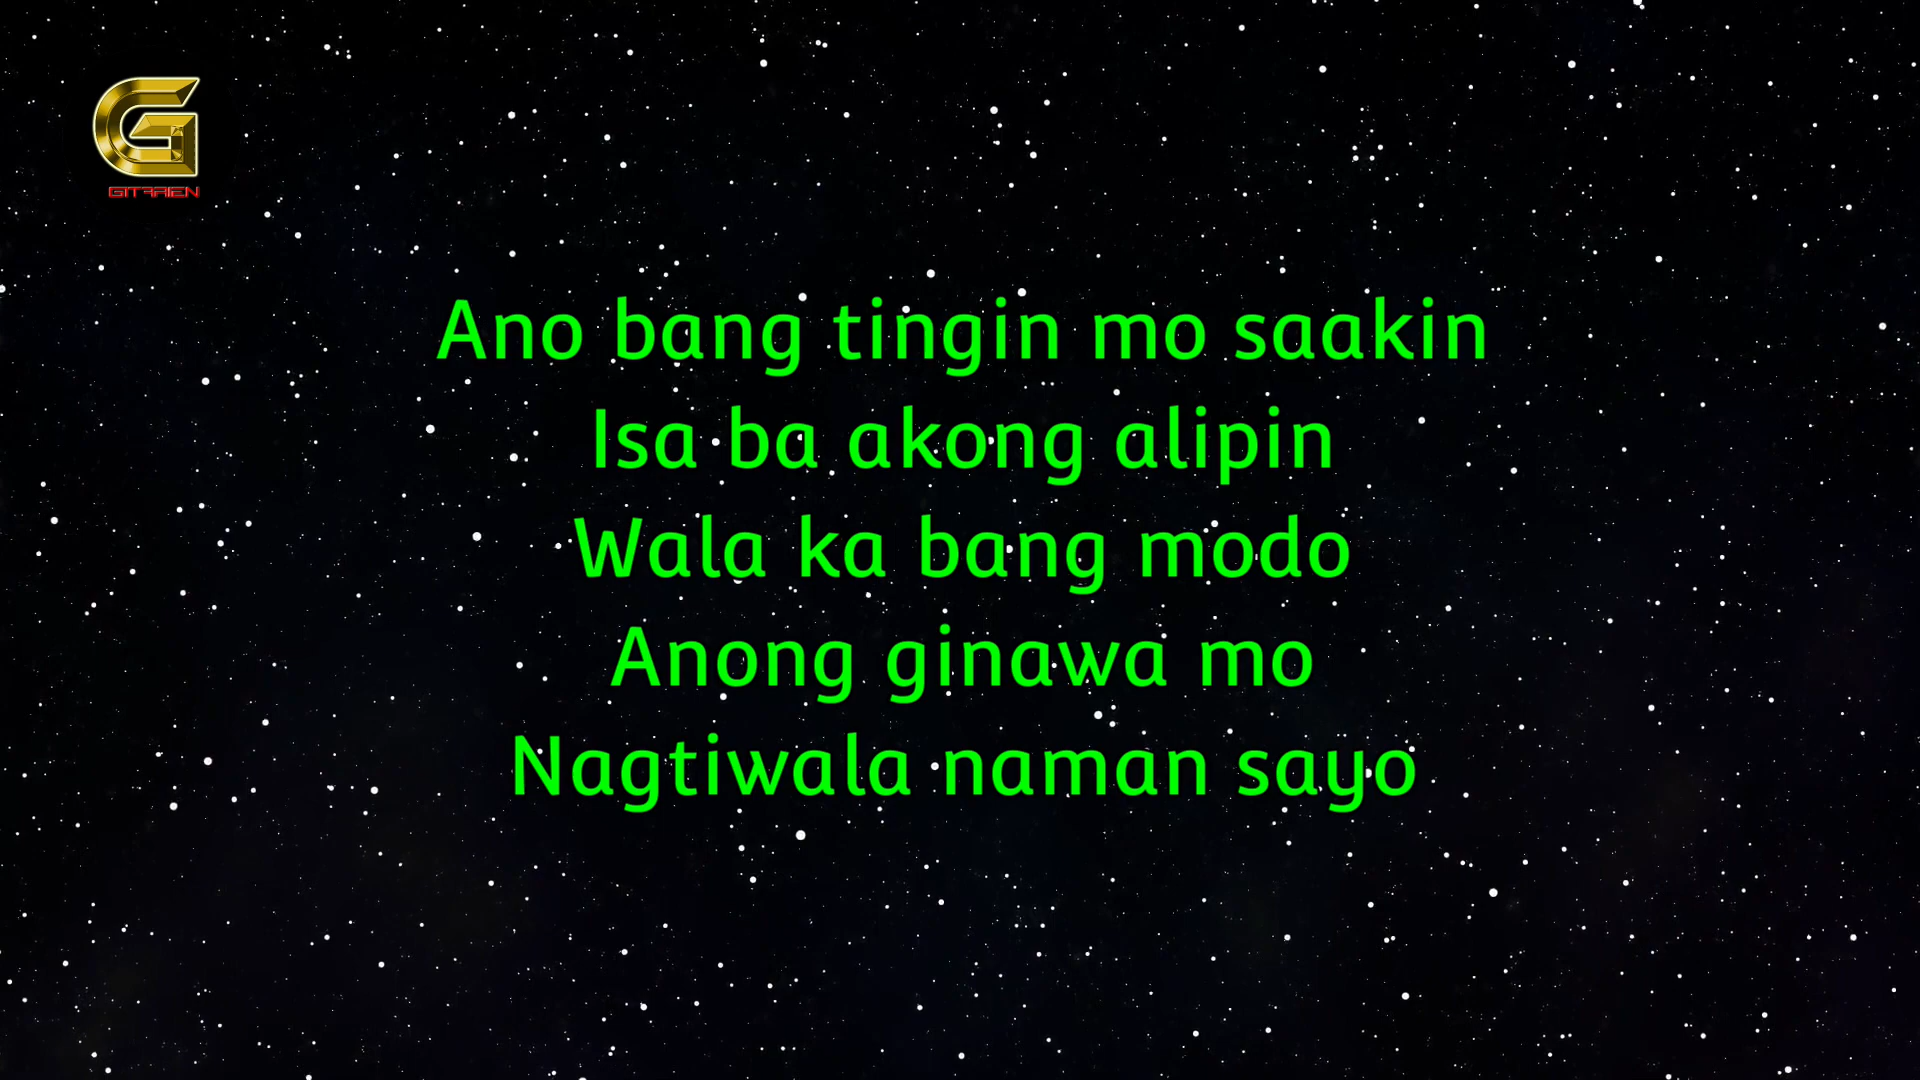 GITARIEN
Ano bang tingin mo saakin
Isa ba akong alipin
Wala ka bang modo
Anong ginawa mo
Nagtiwala naman sayo